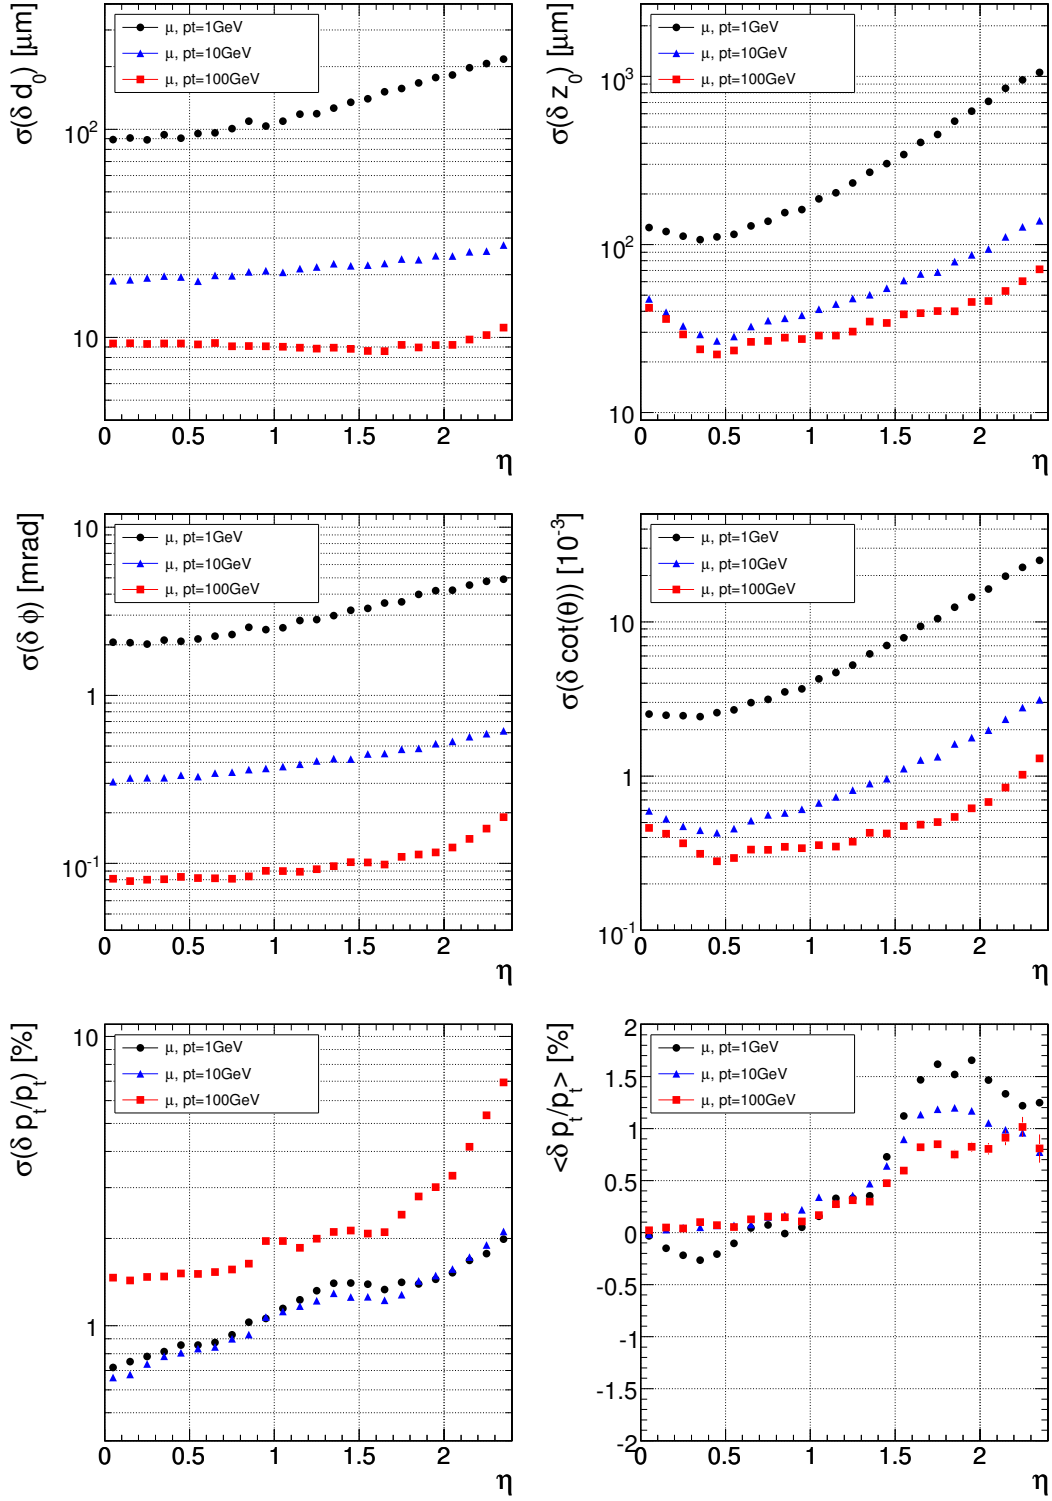 σ(δ d₀) [μm]
μ, pt=1GeV
μ, pt=10GeV
μ, pt=100GeV
10²
10
0 0.5 1 1.5 2
η
σ(δ z₀) [μm]
μ, pt=1GeV
μ, pt=10GeV
μ, pt=100GeV
10³
10²
10
0 0.5 1 1.5 2
η
σ(δ ϕ) [mrad]
μ, pt=1GeV
μ, pt=10GeV
μ, pt=100GeV
10
1
10⁻¹
0 0.5 1 1.5 2
η
σ(δ cot(θ)) [10⁻³]
μ, pt=1GeV
μ, pt=10GeV
μ, pt=100GeV
10
1
10⁻¹
0 0.5 1 1.5 2
η
σ(δ pₜ/pₜ) [%]
μ, pt=1GeV
μ, pt=10GeV
μ, pt=100GeV
10
1
0 0.5 1 1.5 2
η
<δ pₜ/pₜ> [%]
μ, pt=1GeV
μ, pt=10GeV
μ, pt=100GeV
2
1.5
1
0.5
0
-0.5
-1
-1.5
-2
0 0.5 1 1.5 2
η